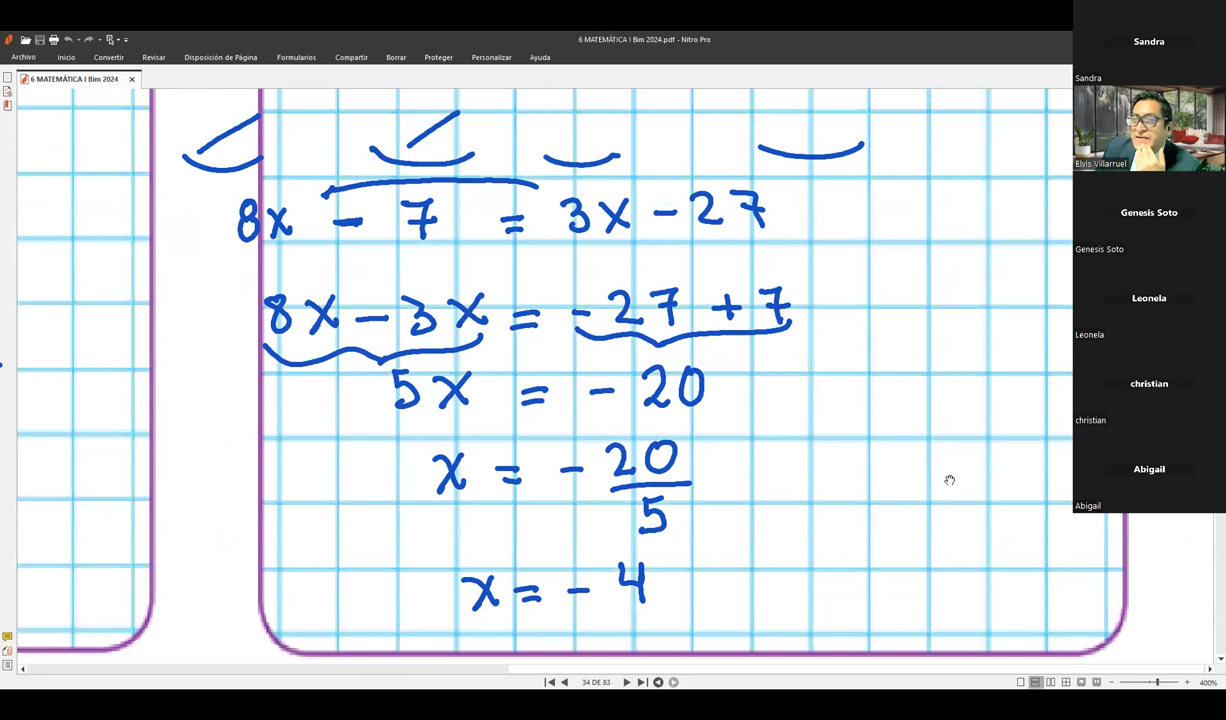 6 MATEMÁTICA I Bim 2024.pdf - Nitro Pro
Archivo Inicio Convertir Revisar Disposición de Página Formularios Compartir Borrar Proteger Personalizar Ayuda
6 MATEMÁTICA I Bim 2024
8x - 7 = 3x - 27
8x - 3x = - 27 + 7
5x = - 20
x = - 20/5
x = - 4
34 DE 83
400%
Sandra
Sandra
Elvis Villarruel
Genesis Soto
Genesis Soto
Leonela
Leonela
christian
christian
Abigail
Abigail